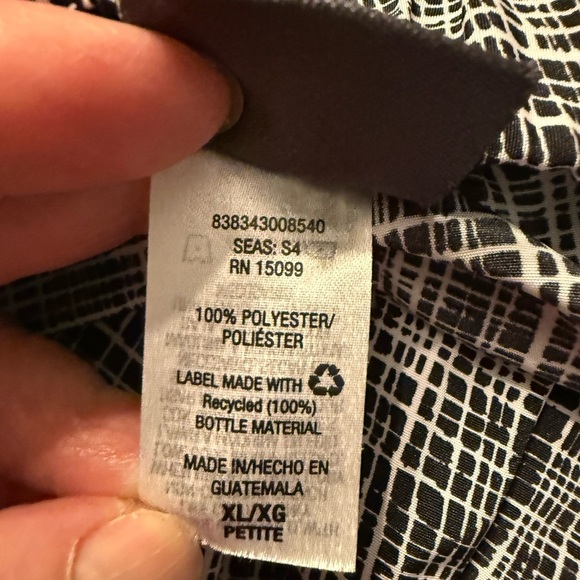 838343008540
SEAS: S4
RN 15099
100% POLYESTER/
POLIÉSTER
LABEL MADE WITH
Recycled (100%)
BOTTLE MATERIAL
MADE IN/HECHO EN
GUATEMALA
XL/XG
PETITE